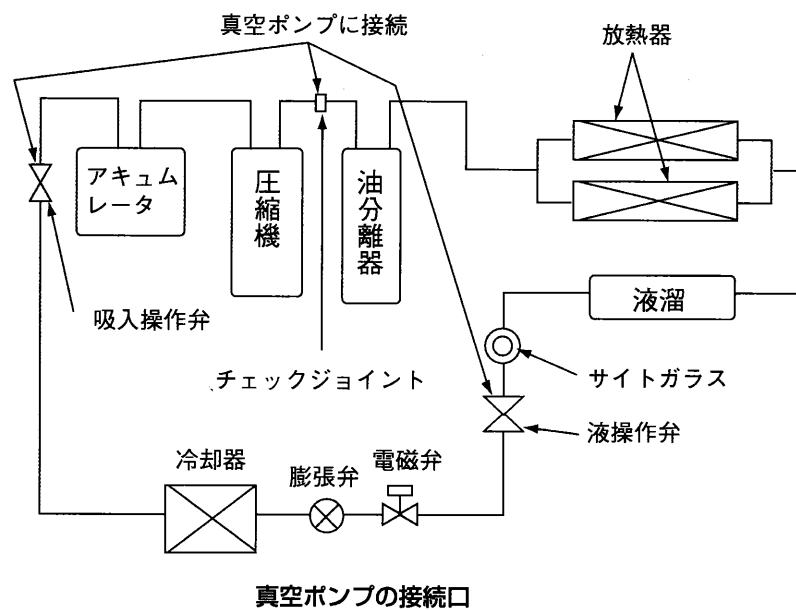 真空ポンプに接続
放熱器
アキュム
レータ
圧縮機
油分離器
吸入操作弁
チェックジョイント
液溜
サイトガラス
液操作弁
冷却器
膨張弁
電磁弁
真空ポンプの接続口